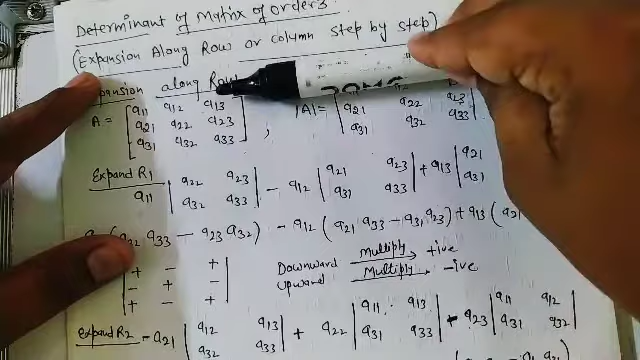 Determinant of Matrix of order 3
(Expansion Along Row or column step by step)
pansion along Row
A = [a11 a12 a13
a21 a22 a23
a31 a32 a33] , |A| = |
a21 a22 a23
a31 a32 a33
Expand R1
a11 |a22 a23
a32 a33| - a12 |a21 a23
a31 a33| + a13 |a21
a31
a22 a33 - a23 a32) - a12 (a21 a33 - a31 a23) + a13 (a21
|+ - +
- + -
+ - +|
Downward Multiply → +ive
Upward Multiply → -ive
Expand R2 - a21 |a12 a13
a32 a33| + a22 |a11 a13
a31 a33| - a23 |a11 a12
a31 a32|